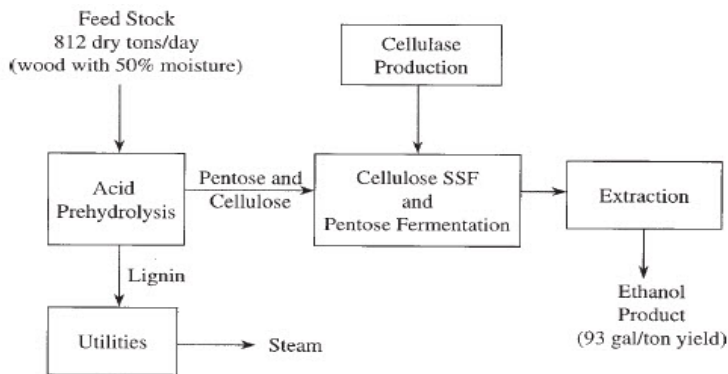 Feed Stock
812 dry tons/day
(wood with 50% moisture)
Cellulase
Production
Acid
Prehydrolysis
Pentose and
Cellulose
Cellulose SSF
and
Pentose Fermentation
Extraction
Lignin
Utilities
Steam
Ethanol
Product
(93 gal/ton yield)